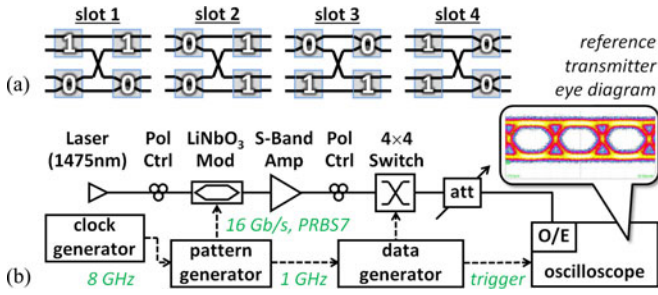 slot 1 slot 2 slot 3 slot 4
1 1 0 0 0 0 1 0
0 0 0 0 1 1 1 0
(a)
reference
transmitter
eye diagram
Laser
(1475nm)
Pol
Ctrl
LiNbO3
Mod
S-Band
Amp
Pol
Ctrl
4×4
Switch
att
16 Gb/s, PRBS7
O/E
oscilloscope
clock
generator
pattern
generator
data
generator
(b)
8 GHz
1 GHz
trigger